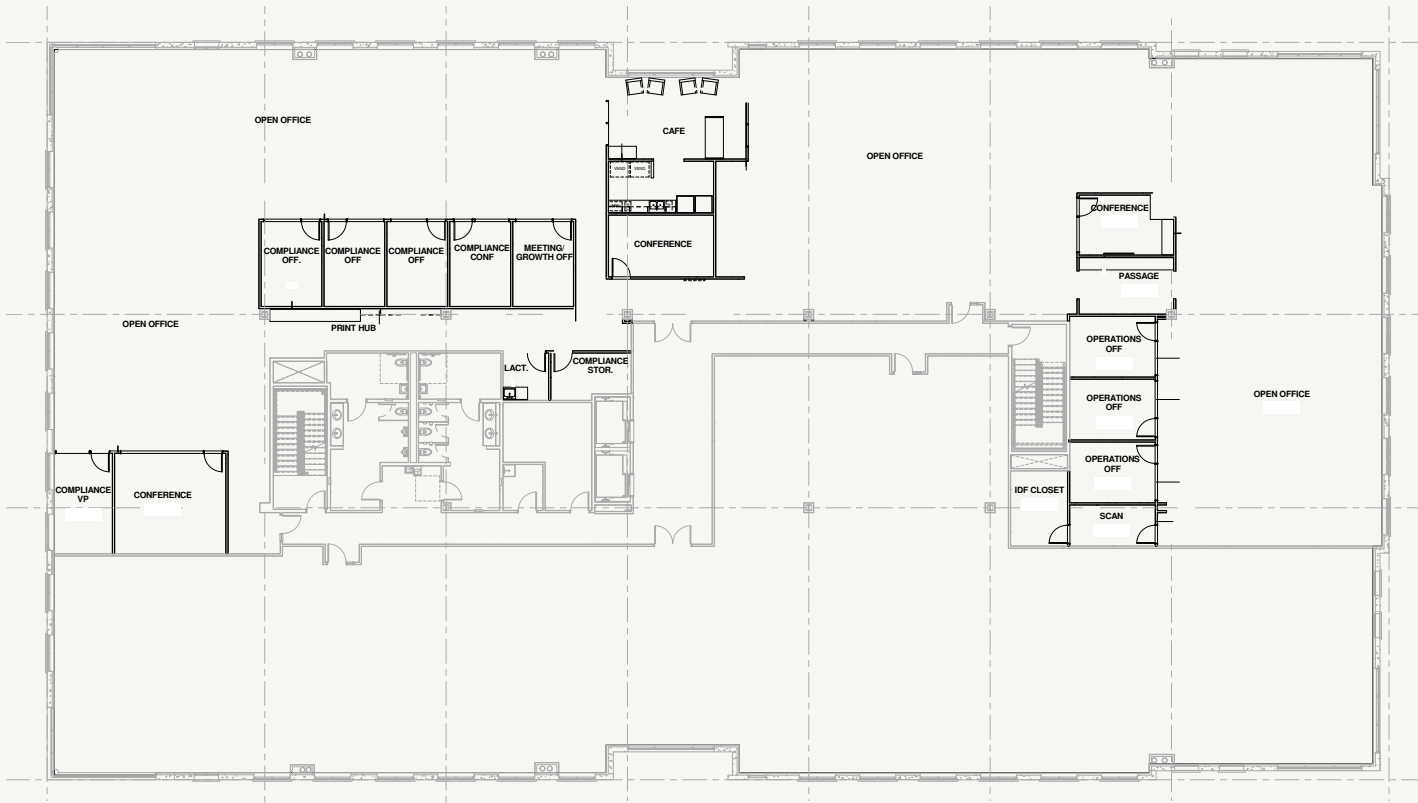 OPEN OFFICE
CAFE
OPEN OFFICE
VEND VEND
CONFERENCE
CONFERENCE
COMPLIANCE
OFF.
COMPLIANCE
OFF
COMPLIANCE
OFF
COMPLIANCE
CONF
MEETING/
GROWTH OFF
PASSAGE
OPEN OFFICE
PRINT HUB
OPERATIONS
OFF
LACT.
COMPLIANCE
STOR.
OPERATIONS
OFF
OPEN OFFICE
OPERATIONS
OFF
COMPLIANCE
VP
CONFERENCE
IDF CLOSET
SCAN